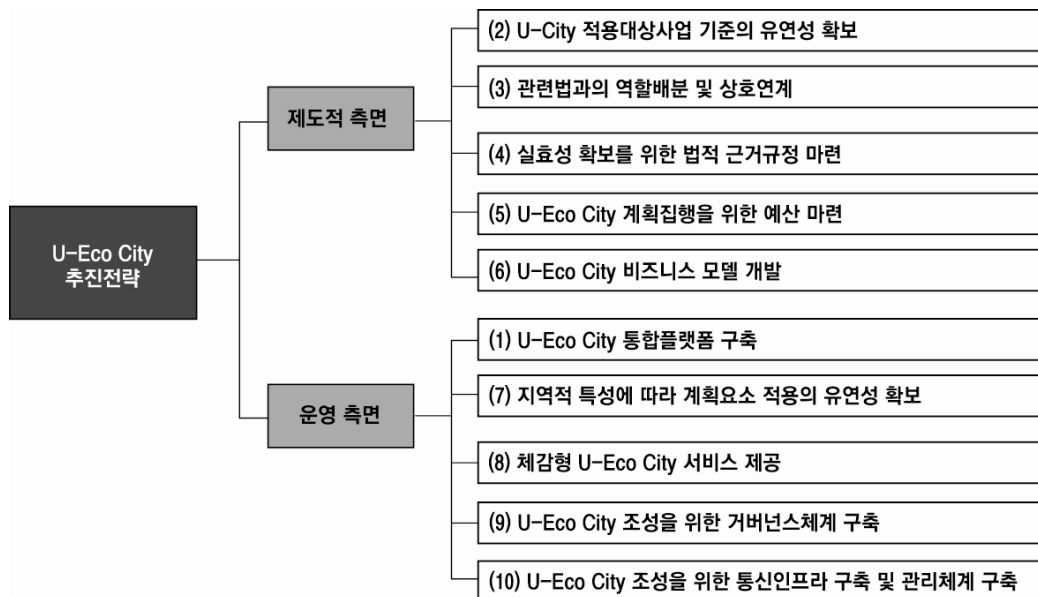 U-Eco City
추진전략
제도적 측면
(2) U-City 적용대상사업 기준의 유연성 확보
(3) 관련법과의 역할배분 및 상호연계
(4) 실효성 확보를 위한 법적 근거규정 마련
(5) U-Eco City 계획집행을 위한 예산 마련
(6) U-Eco City 비즈니스 모델 개발
운영 측면
(1) U-Eco City 통합플랫폼 구축
(7) 지역적 특성에 따라 계획요소 적용의 유연성 확보
(8) 체감형 U-Eco City 서비스 제공
(9) U-Eco City 조성을 위한 거버넌스체계 구축
(10) U-Eco City 조성을 위한 통신인프라 구축 및 관리체계 구축